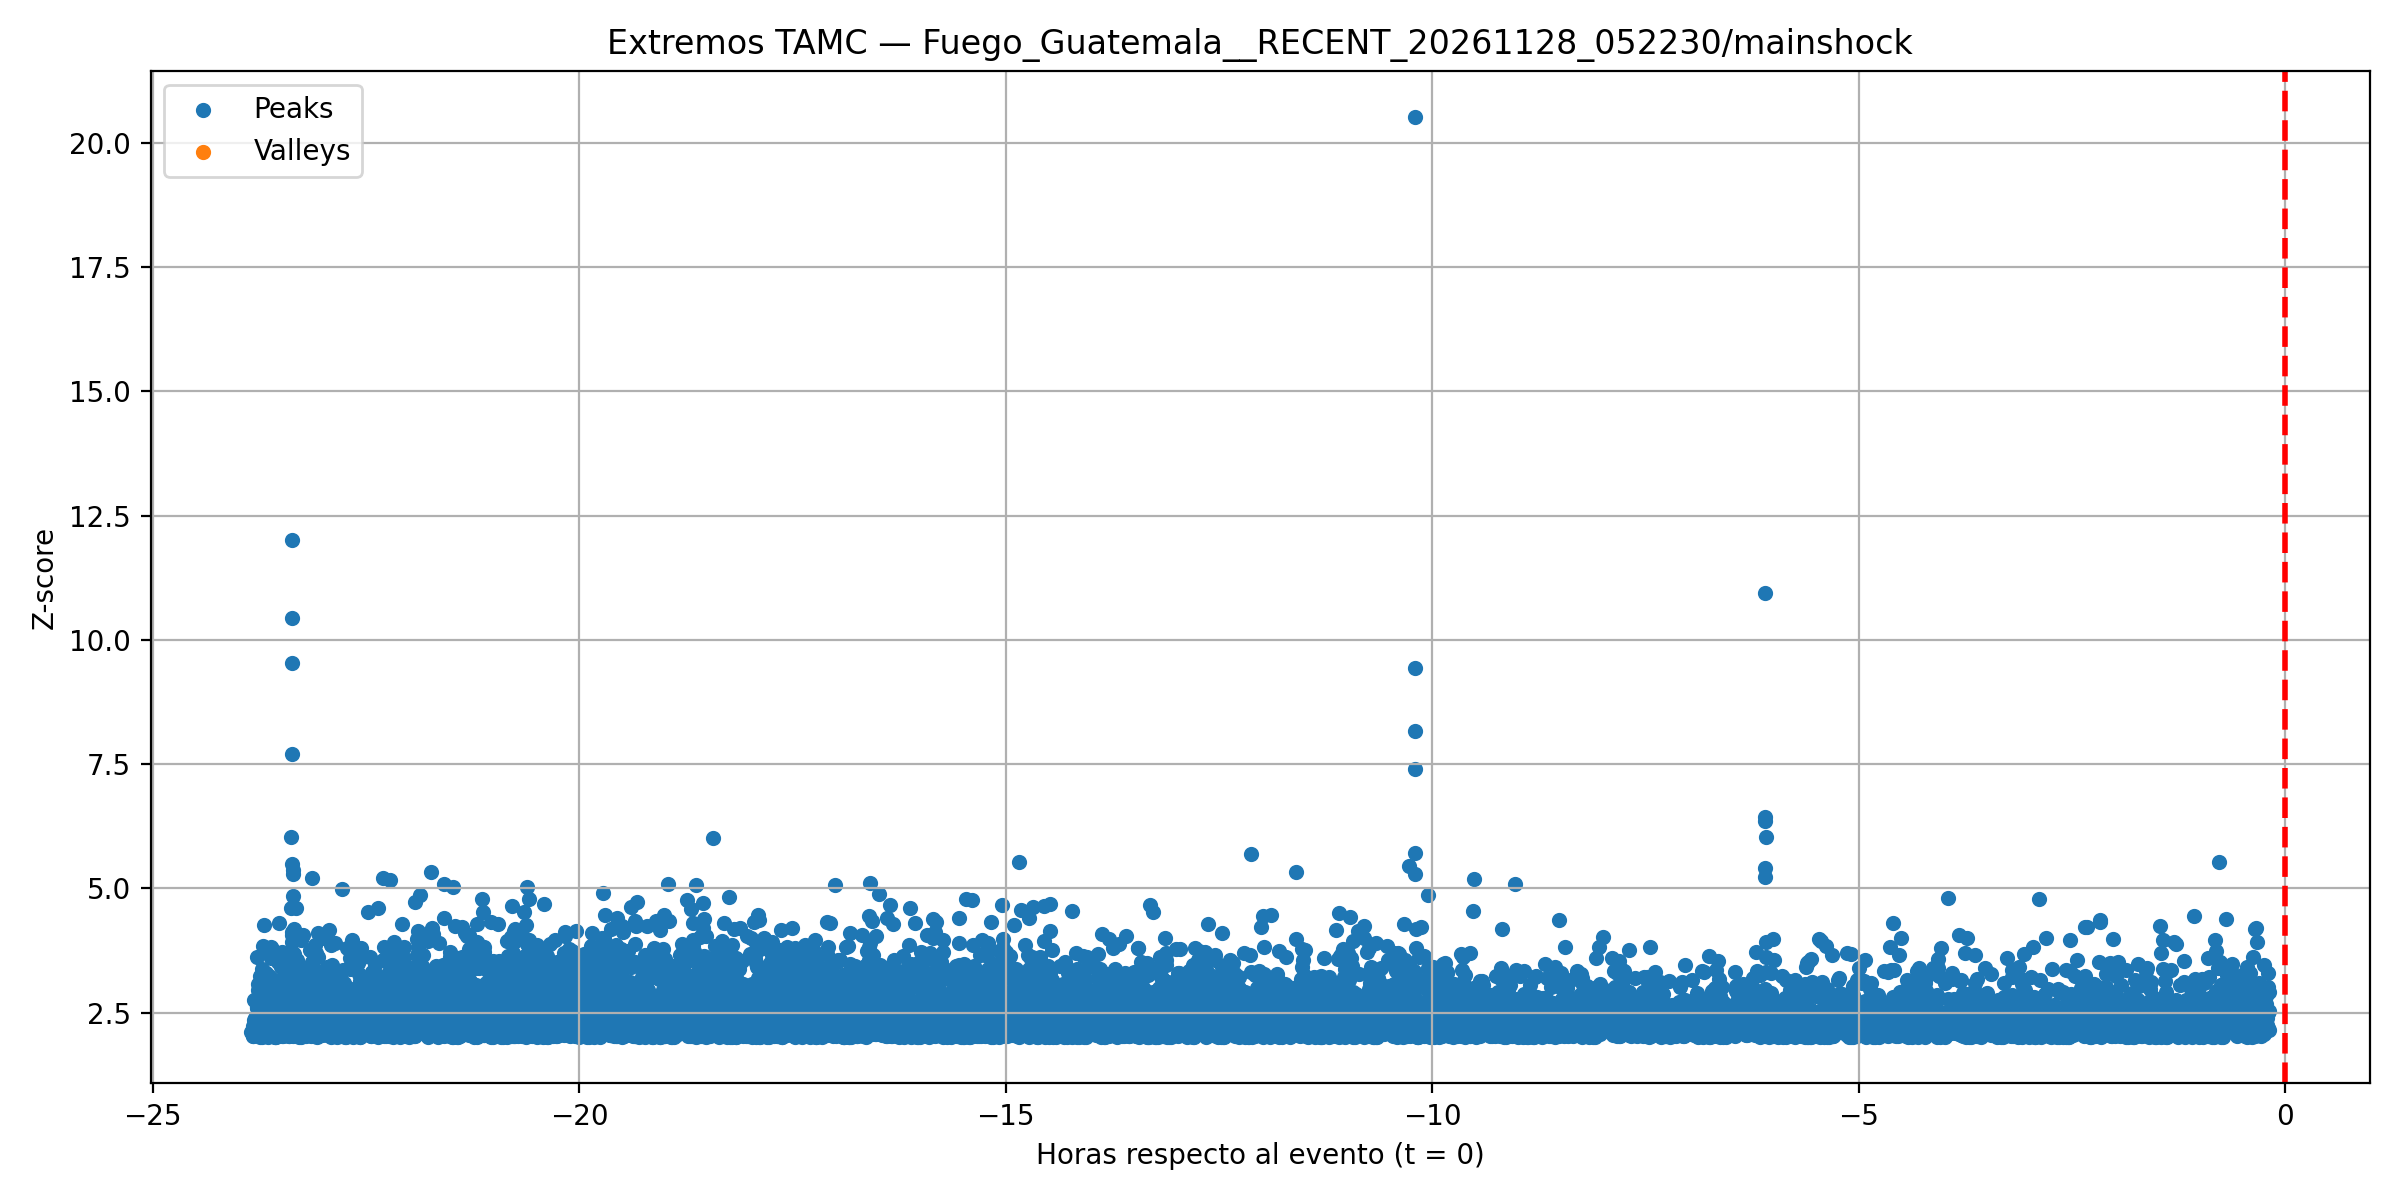 Extremos TAMC — Fuego_Guatemala__RECENT_20261128_052230/mainshock
Peaks
Valleys
20.0
17.5
15.0
12.5
10.0
7.5
5.0
2.5
Z-score
−25
−20
−15
−10
−5
0
Horas respecto al evento (t = 0)